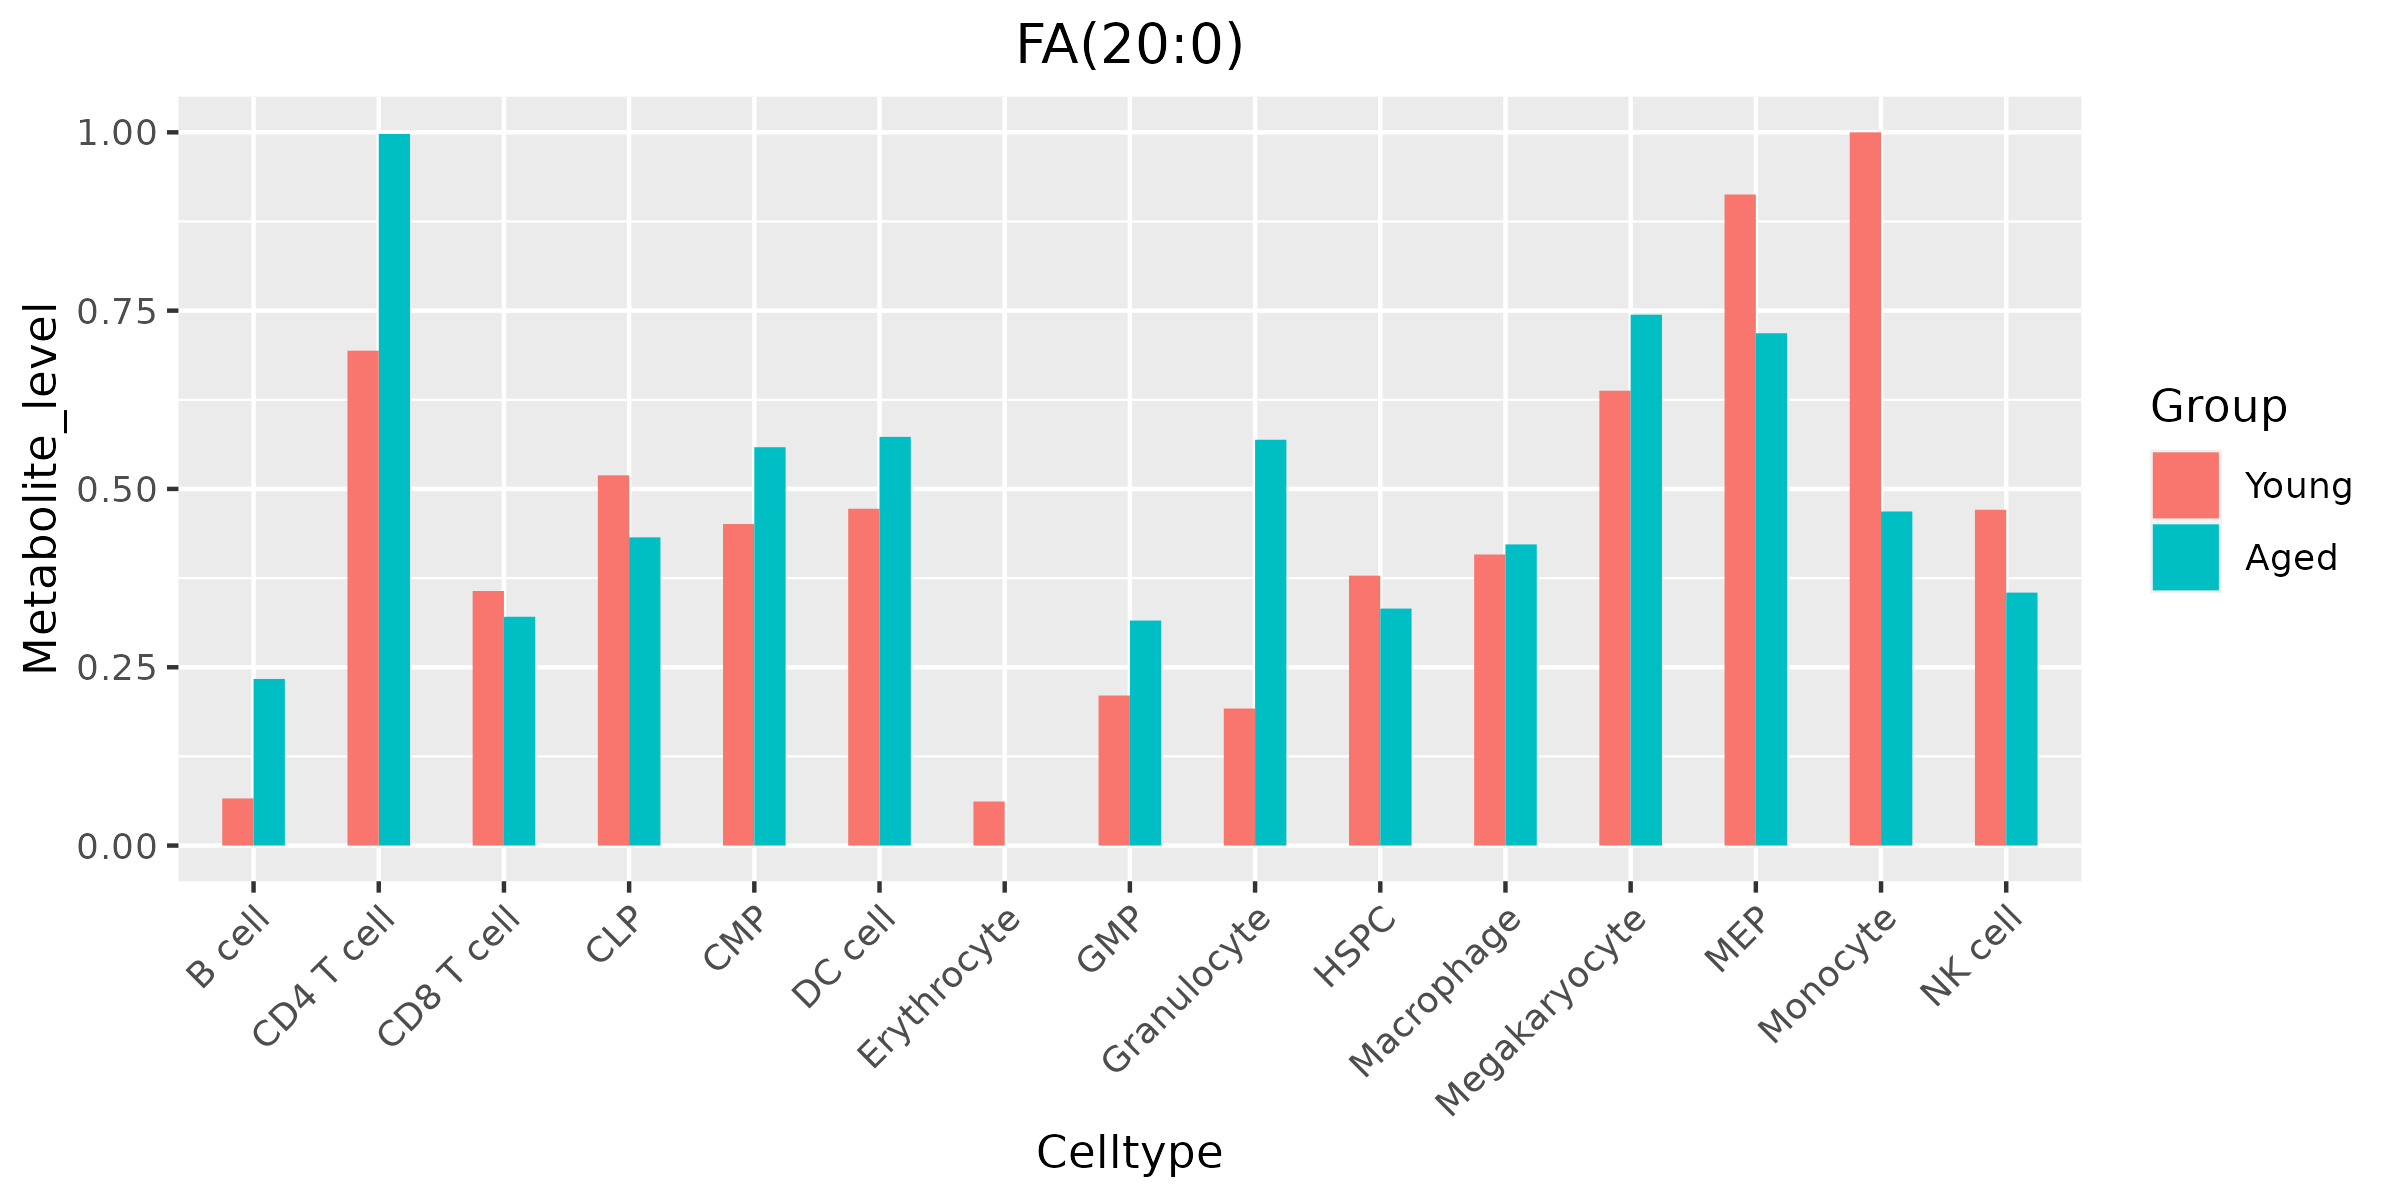 FA(20:0)
Metabolite_level
1.00
0.75
0.50
0.25
0.00
B cell
CD4 T cell
CD8 T cell
CLP
CMP
DC cell
Erythrocyte
GMP
Granulocyte
HSPC
Macrophage
Megakaryocyte
MEP
Monocyte
NK cell
Celltype
Group
Young
Aged